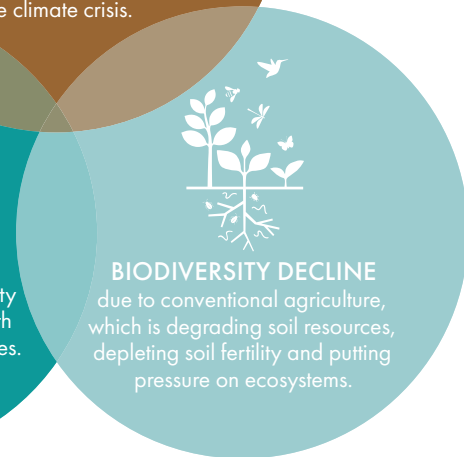 e climate crisis.
BIODIVERSITY DECLINE
due to conventional agriculture,
which is degrading soil resources,
depleting soil fertility and putting
pressure on ecosystems.
ty
th
es.